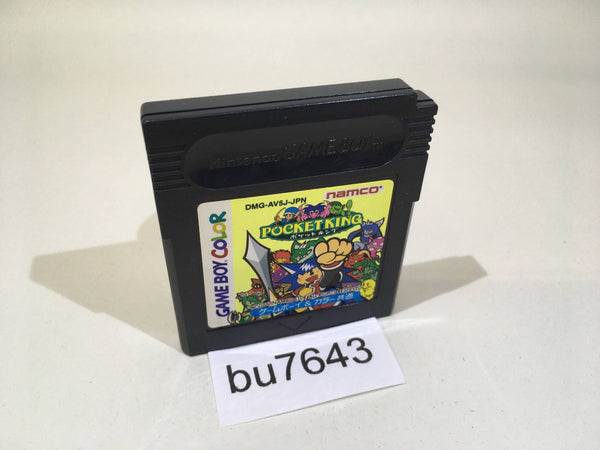 Nintendo GAME BOY
DMG-AV5J-JPN
namco
POCKET KING
ポケットキング
GAME BOY COLOR
ゲームボーイ & カラー共通
bu7643